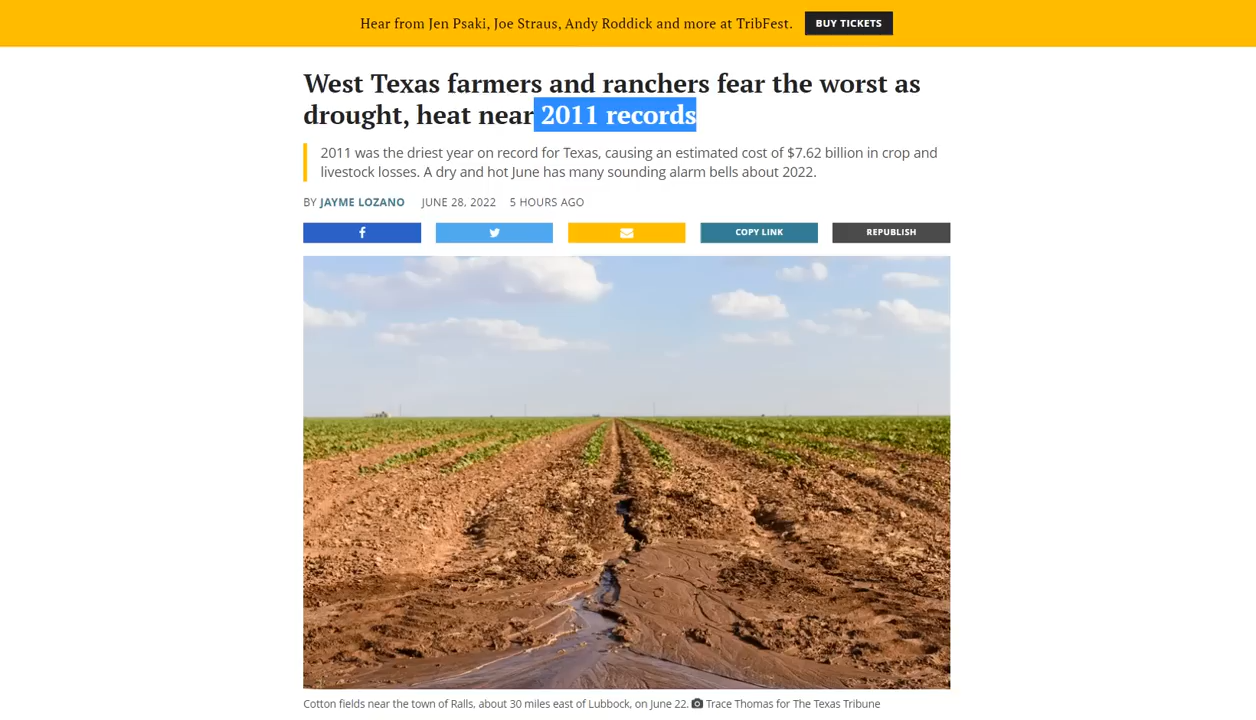 Hear from Jen Psaki, Joe Straus, Andy Roddick and more at TribFest. BUY TICKETS
West Texas farmers and ranchers fear the worst as
drought, heat near 2011 records
2011 was the driest year on record for Texas, causing an estimated cost of $7.62 billion in crop and
livestock losses. A dry and hot June has many sounding alarm bells about 2022.
BY JAYME LOZANO JUNE 28, 2022 5 HOURS AGO
COPY LINK REPUBLISH
Cotton fields near the town of Ralls, about 30 miles east of Lubbock, on June 22. Trace Thomas for The Texas Tribune